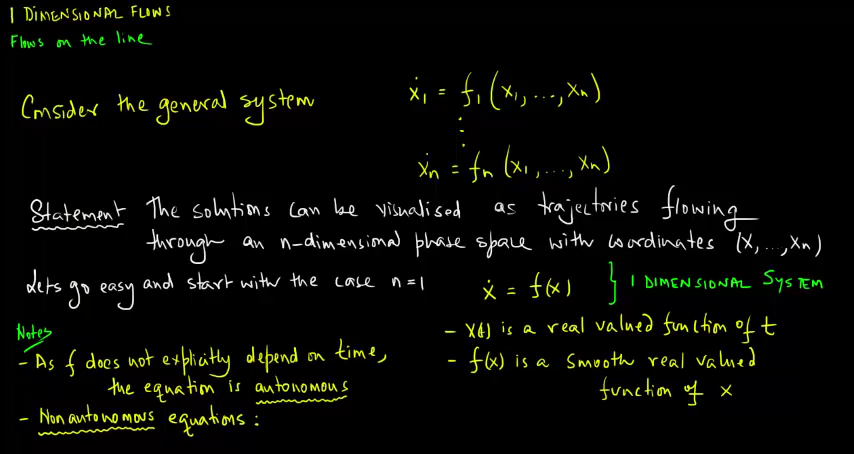 1 DIMENSIONAL FLOWS
Flows on the line
Consider the general system
ẋ₁ = f₁ (x₁, ..., xₙ)
⋮
ẋₙ = fₙ (x₁, ..., xₙ)
Statement The solutions can be visualised as trajectories flowing
through an n-dimensional phase space with coordinates (x, ..., xₙ)
Lets go easy and start with the case n=1 ẋ = f(x) } 1 DIMENSIONAL SYSTEM
Notes
- As f does not explicitly depend on time,
the equation is autonomous
- Nonautonomous equations:
- x(t) is a real valued function of t
- f(x) is a smooth real valued
function of x